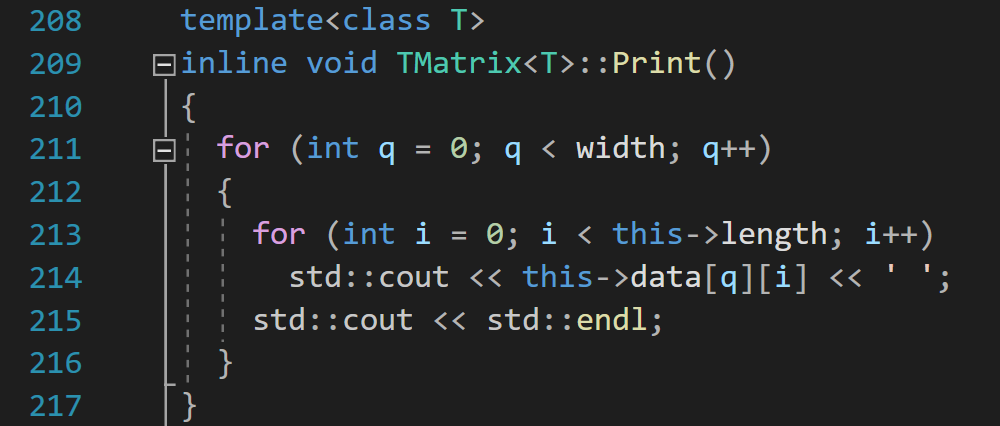 208 template<class T>
209 inline void TMatrix<T>::Print()
210 {
211 for (int q = 0; q < width; q++)
212 {
213 for (int i = 0; i < this->length; i++)
214 std::cout << this->data[q][i] << ' ';
215 std::cout << std::endl;
216 }
217 }